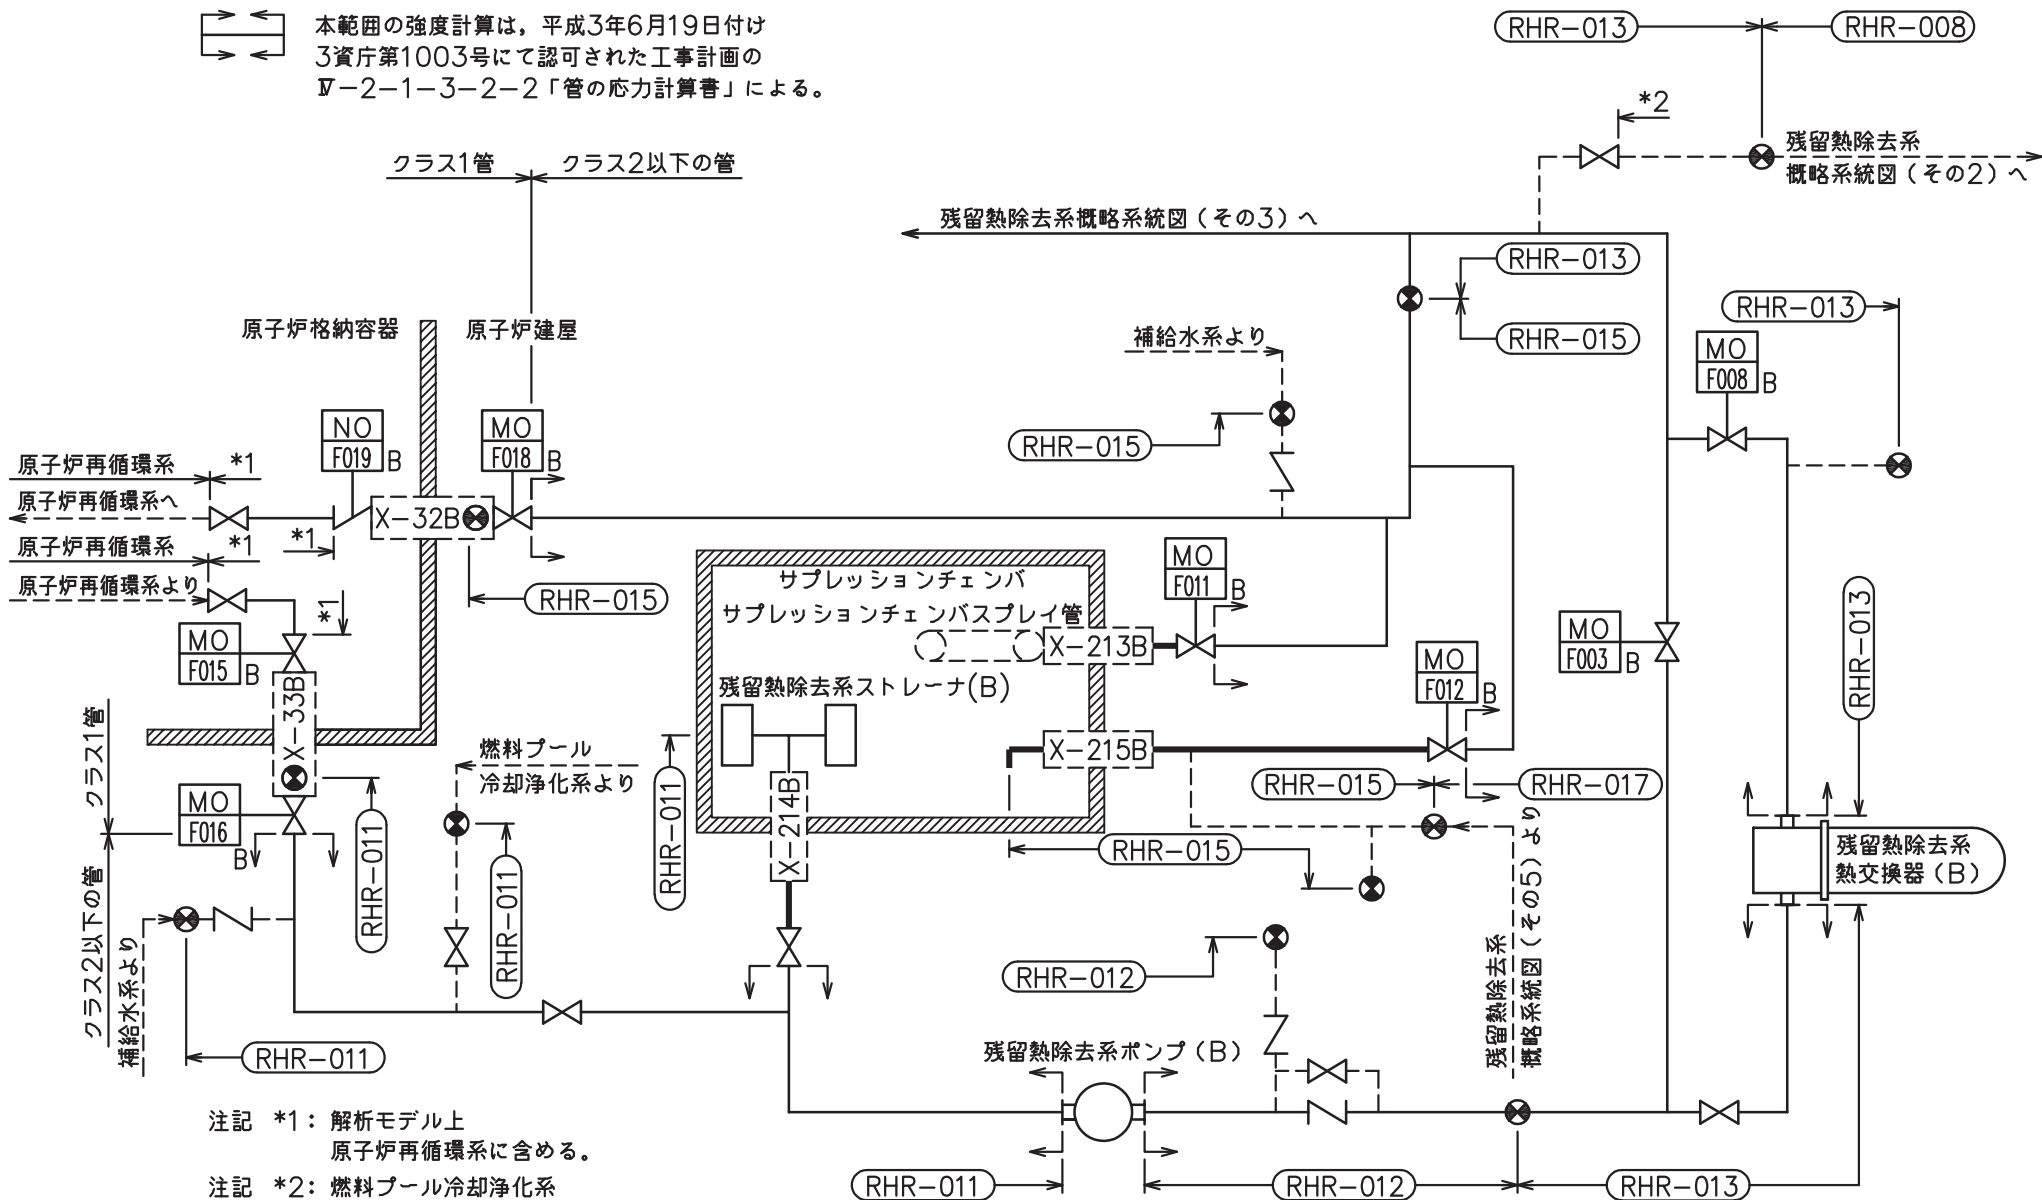 本範囲の強度計算は，平成3年6月19日付け
3資庁第1003号にて認可された工事計画の
Ⅳ－2－1－3－2－2「管の応力計算書」による。
RHR－013
RHR－008
*2
残留熱除去系
概略系統図（その2）へ
クラス1管
クラス2以下の管
残留熱除去系概略系統図（その3）へ
RHR－013
RHR－015
RHR－013
原子炉格納容器
原子炉建屋
補給水系より
MO
F008
B
RHR－015
NO
F019
B
MO
F018
B
原子炉再循環系
*1
原子炉再循環系へ
X－32B
*1
原子炉再循環系
*1
原子炉再循環系より
RHR－015
*1
サプレッションチェンバ
サプレッションチェンバスプレイ管
MO
F011
B
X－213B
MO
F015
B
X－33B
残留熱除去系ストレーナ(B)
MO
F012
B
MO
F003
B
RHR－013
クラス1管
クラス2以下の管
燃料プール
冷却浄化系より
RHR－011
X－215B
X－214B
RHR－015
RHR－017
MO
F016
B
RHR－011
RHR－011
RHR－015
残留熱除去系
概略系統図（その5）より
残留熱除去系
熱交換器（B）
補給水系より
RHR－011
RHR－012
残留熱除去系ポンプ（B）
注記　*1：解析モデル上
原子炉再循環系に含める。
注記　*2：燃料プール冷却浄化系
RHR－011
RHR－012
RHR－013